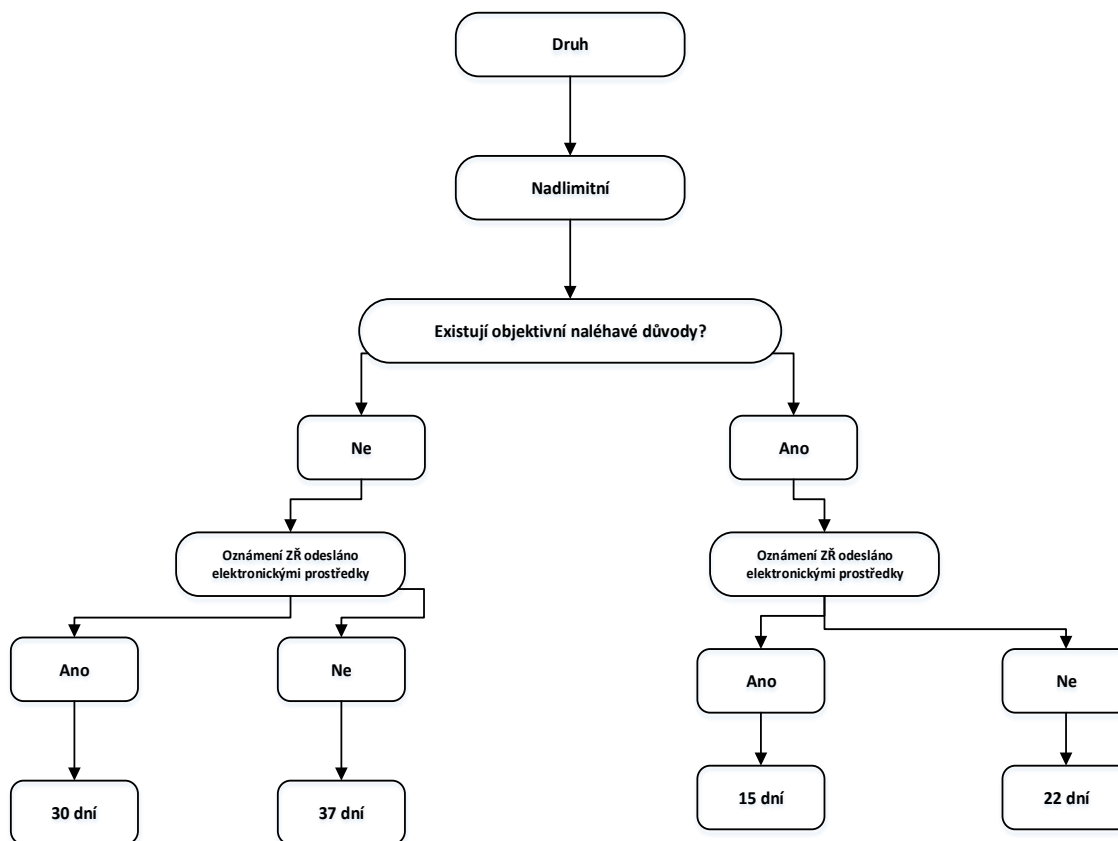 Druh
Nadlimitní
Existují objektivní naléhavé důvody?
Ne
Ano
Oznámení ZŘ odesláno
elektronickými prostředky
Oznámení ZŘ odesláno
elektronickými prostředky
Ano
Ne
Ano
Ne
30 dní
37 dní
15 dní
22 dní